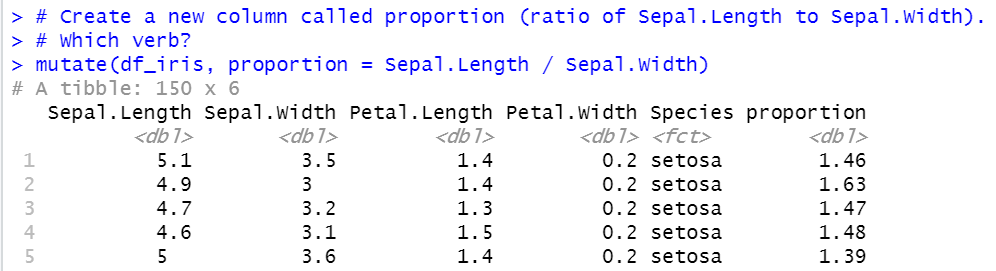 > # Create a new column called proportion (ratio of Sepal.Length to Sepal.Width).
> # Which verb?
> mutate(df_iris, proportion = Sepal.Length / Sepal.Width)
# A tibble: 150 x 6
Sepal.Length Sepal.Width Petal.Length Petal.Width Species proportion
<dbl> <dbl> <dbl> <dbl> <fct> <dbl>
1 5.1 3.5 1.4 0.2 setosa 1.46
2 4.9 3 1.4 0.2 setosa 1.63
3 4.7 3.2 1.3 0.2 setosa 1.47
4 4.6 3.1 1.5 0.2 setosa 1.48
5 5 3.6 1.4 0.2 setosa 1.39